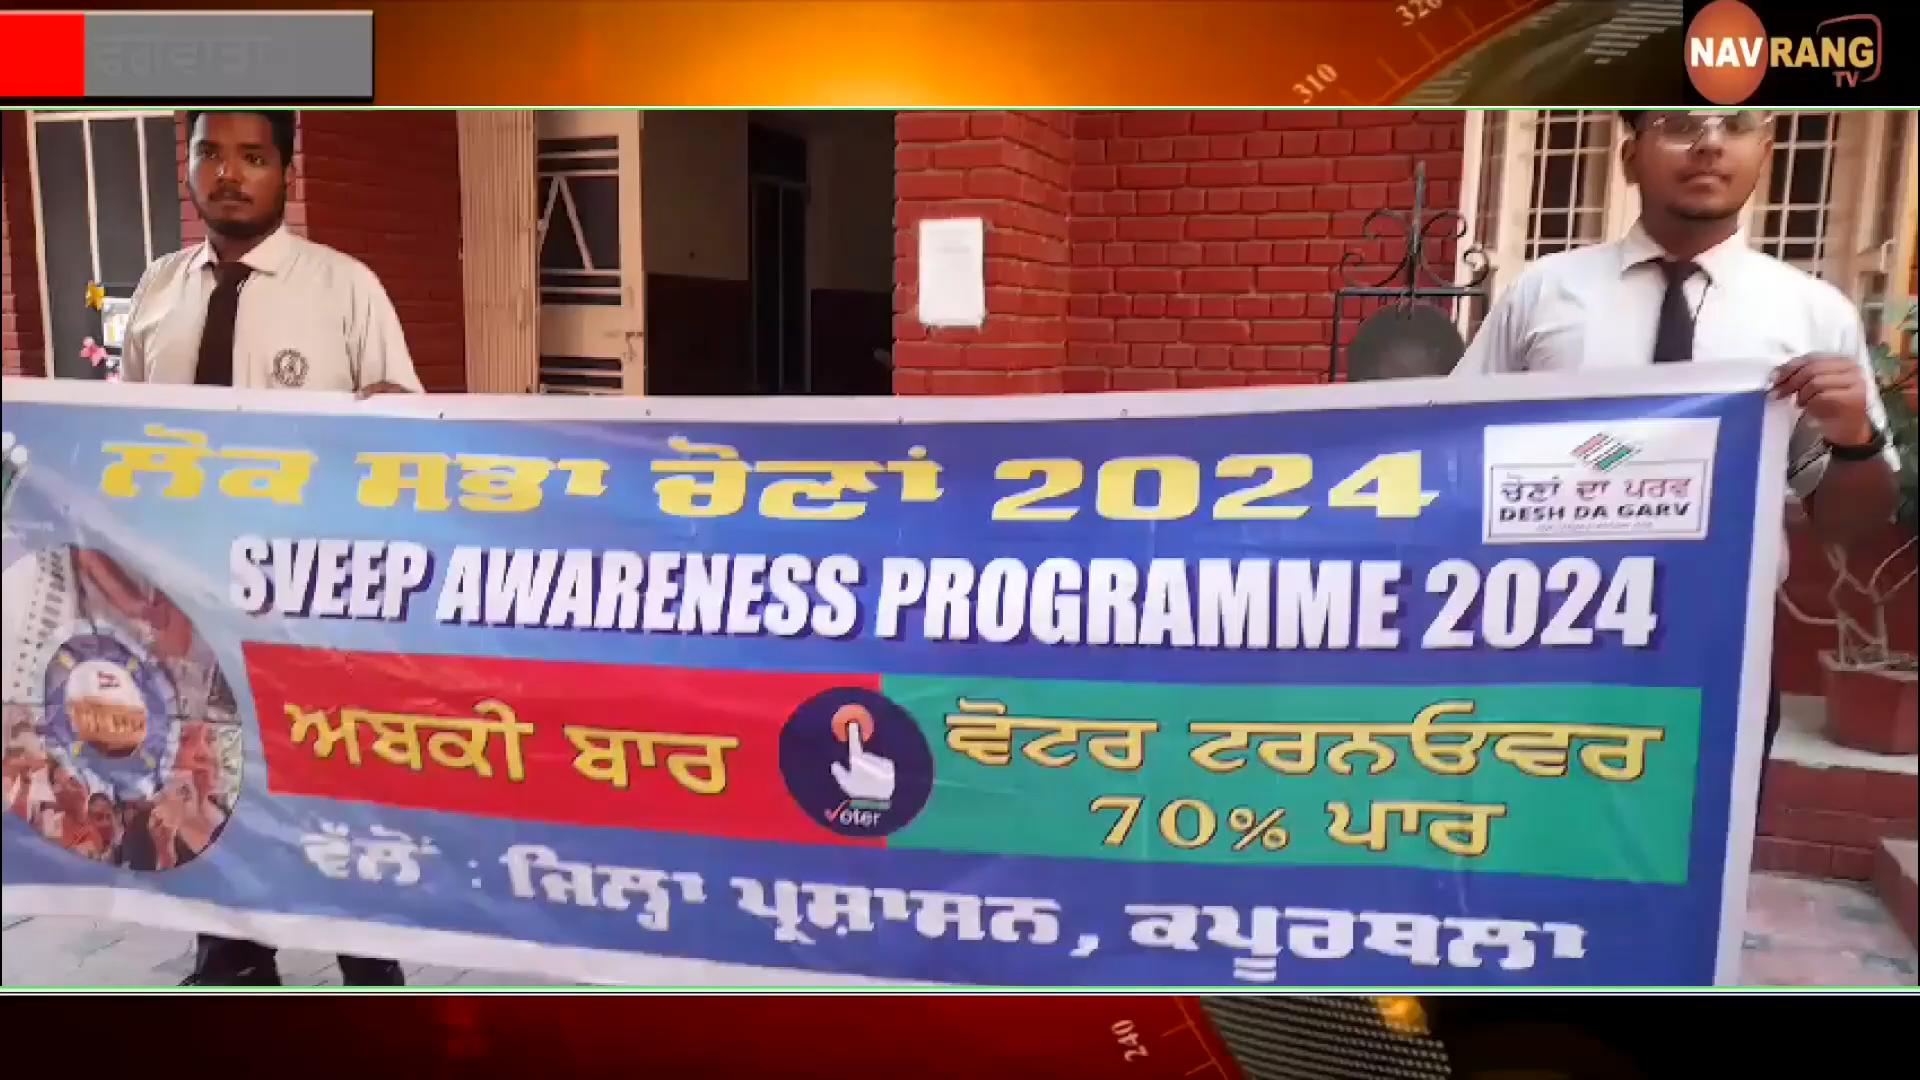 ਫਗਵਾੜਾ
NAVRANG
TV
320
310
ਲੋਕ ਸਭਾ ਚੋਣਾਂ 2024
ਚੋਣਾਂ ਦਾ ਪਰਵ
DESH DA GARV
SVEEP AWARENESS PROGRAMME 2024
ਅਬਕੀ ਬਾਰ
Voter
ਵੋਟਰ ਟਰਨਓਵਰ
70% ਪਾਰ
ਵੱਲੋਂ : ਜ਼ਿਲ੍ਹਾ ਪ੍ਰਸ਼ਾਸਨ, ਕਪੂਰਥਲਾ
240